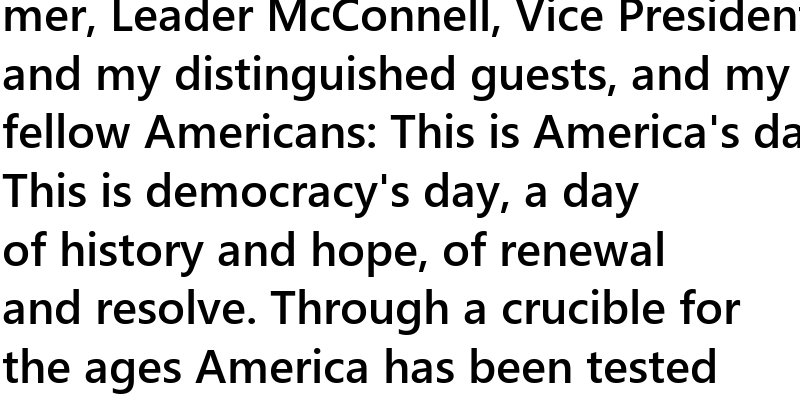 mer, Leader McConnell, Vice President
and my distinguished guests, and my
fellow Americans: This is America's da
This is democracy's day, a day
of history and hope, of renewal
and resolve. Through a crucible for
the ages America has been tested